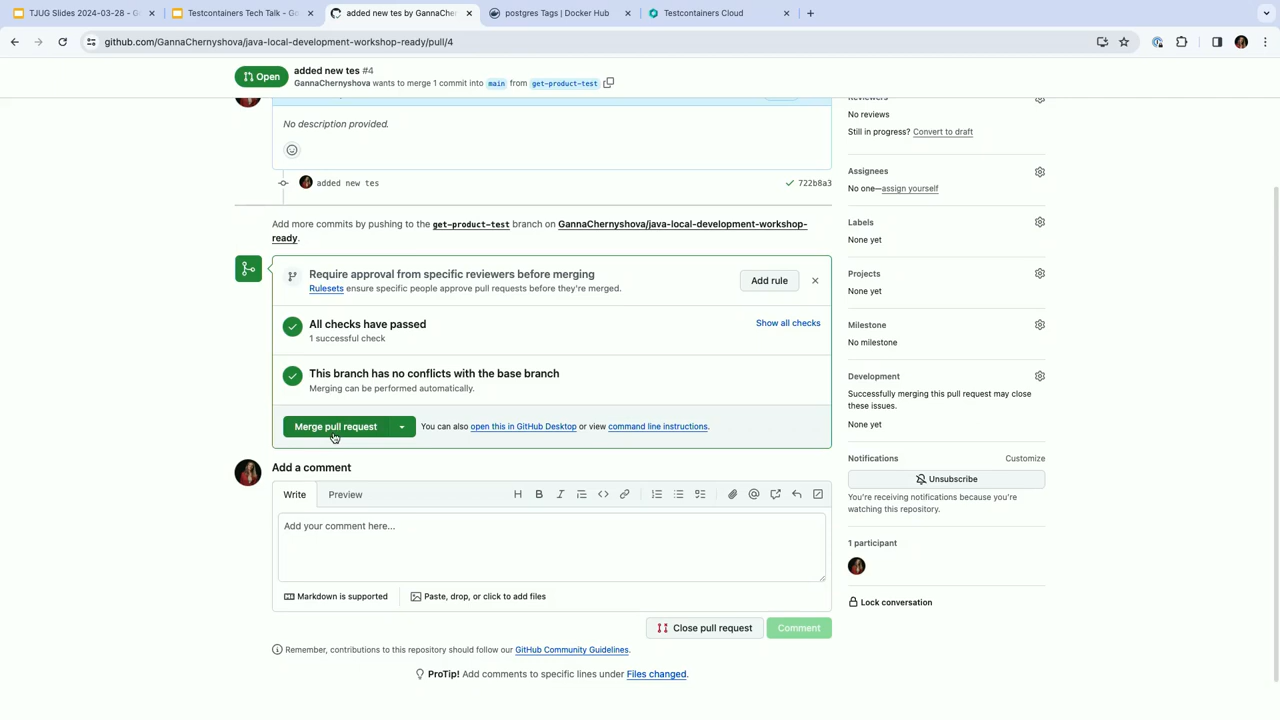 TJUG Slides 2024-03-28 - G
Testcontainers Tech Talk - Go
added new tes by GannaCher
postgres Tags | Docker Hub
Testcontainers Cloud
github.com/GannaChernyshova/java-local-development-workshop-ready/pull/4
Open
added new tes #4
GannaChernyshova wants to merge 1 commit into main from get-product-test
No description provided.
added new tes
722b8a3
Add more commits by pushing to the get-product-test branch on GannaChernyshova/java-local-development-workshop-
ready.
Require approval from specific reviewers before merging
Rulesets ensure specific people approve pull requests before they're merged.
Add rule
All checks have passed
1 successful check
Show all checks
This branch has no conflicts with the base branch
Merging can be performed automatically.
Merge pull request
You can also open this in GitHub Desktop or view command line instructions.
Add a comment
Write
Preview
H B I
Add your comment here...
Markdown is supported
Paste, drop, or click to add files
Close pull request
Comment
Remember, contributions to this repository should follow our GitHub Community Guidelines.
ProTip! Add comments to specific lines under Files changed.
Reviewers
No reviews
Still in progress? Convert to draft
Assignees
No one—assign yourself
Labels
None yet
Projects
None yet
Milestone
No milestone
Development
Successfully merging this pull request may close
these issues.
None yet
Notifications
Customize
Unsubscribe
You're receiving notifications because you're
watching this repository.
1 participant
Lock conversation